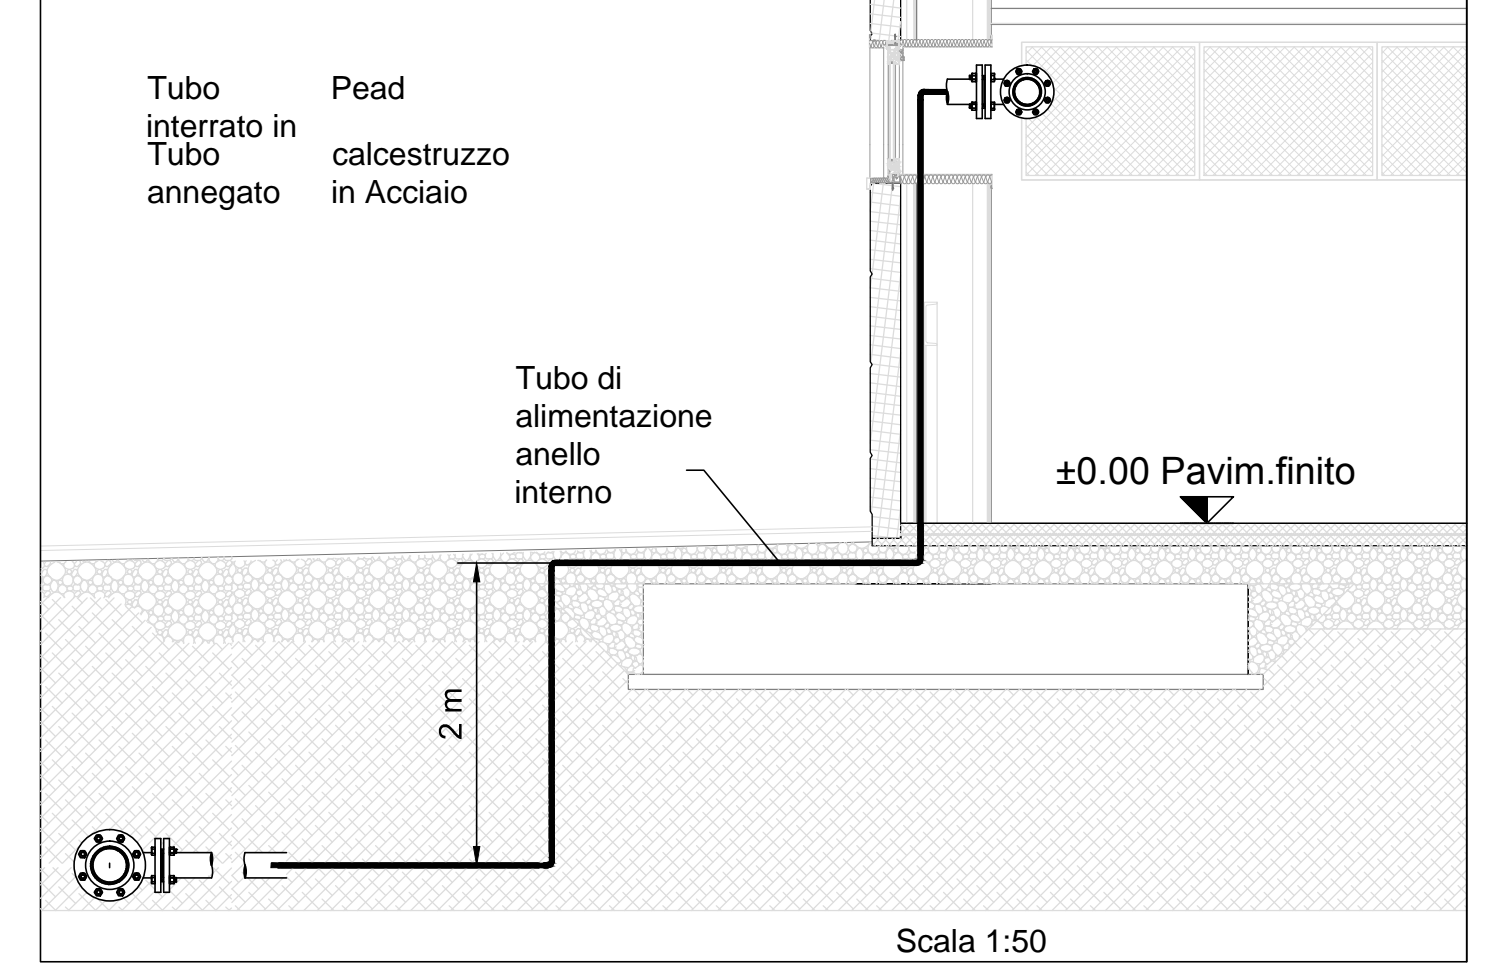 Tubo Pead
interrato in
Tubo calcestruzzo
annegato in Acciaio
Tubo di
alimentazione
anello
interno
±0.00 Pavim.finito
2 m
Scala 1:50